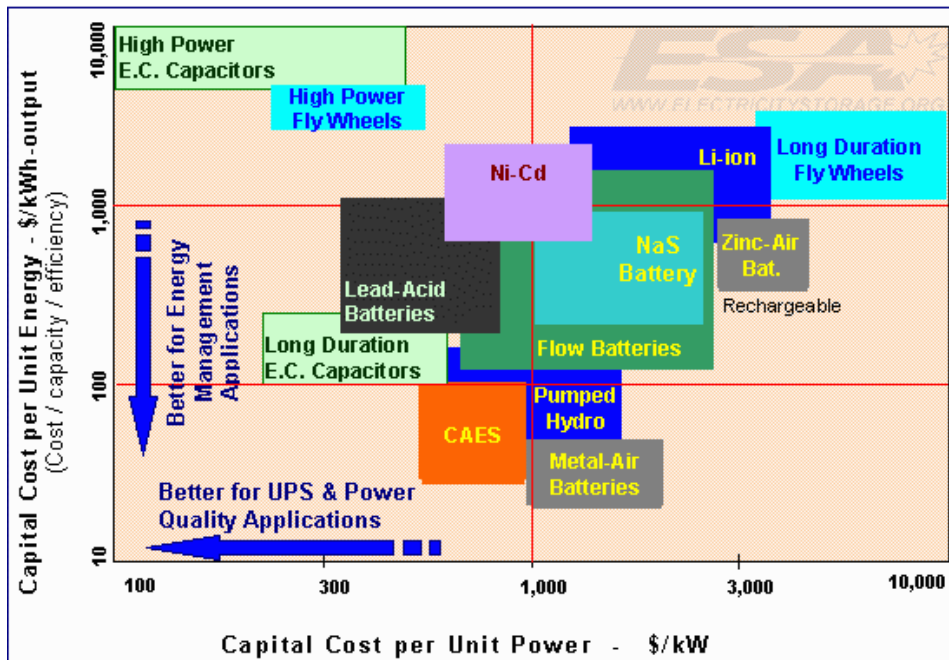 10,000
High Power
E.C. Capacitors
ESA
WWW.ELECTRICITYSTORAGE.ORG
High Power
Fly Wheels
Ni-Cd
Li-ion
Long Duration
Fly Wheels
1,000
NaS
Battery
Zinc-Air
Bat.
Rechargeable
Lead-Acid
Batteries
Long Duration
E.C. Capacitors
Flow Batteries
100
Pumped
Hydro
CAES
Metal-Air
Batteries
Better for Energy
Management
Applications
Better for UPS & Power
Quality Applications
10
Capital Cost per Unit Energy - $/kWh-output
(Cost / capacity / efficiency)
100
300
1,000
3,000
10,000
Capital Cost per Unit Power - $/kW